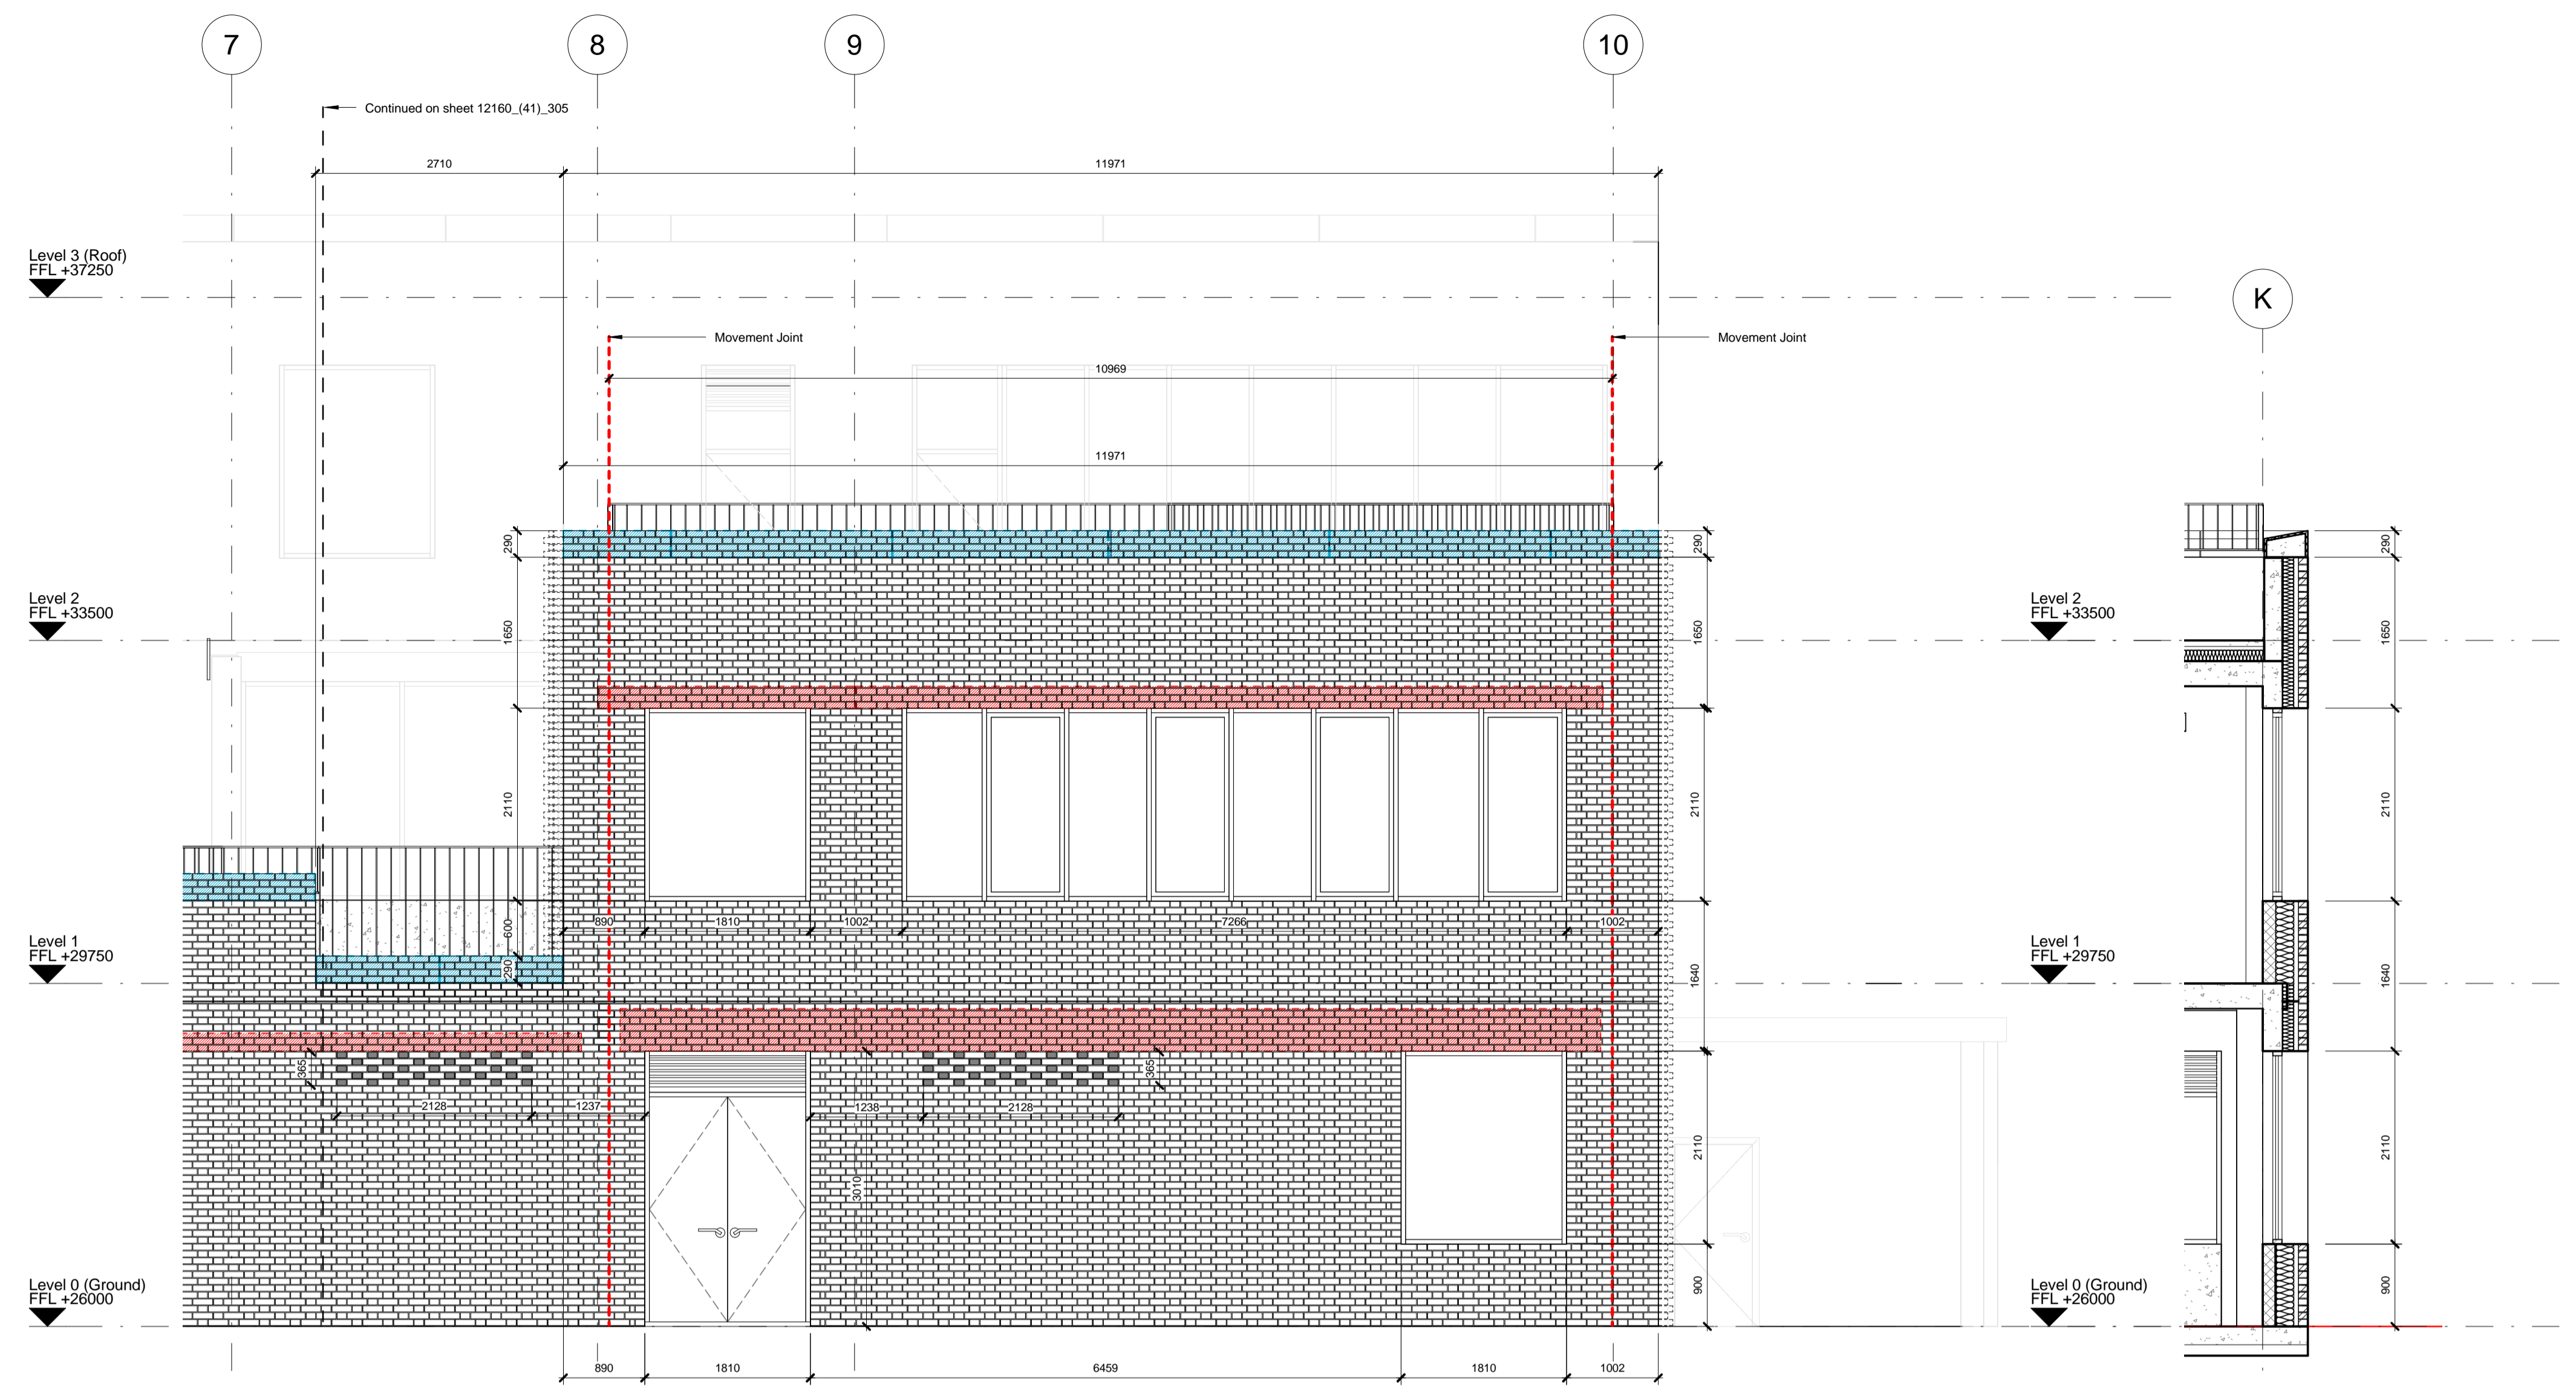 7
8
9
10
Continued on sheet 12160_(41)_305
2710
11971
Level 3 (Roof)
FFL +37250
K
Movement Joint
Movement Joint
10969
11971
290
290
290
Level 2
FFL +33500
1650
1650
Level 2
FFL +33500
1650
2110
2110
2110
600
890
1810
1002
7266
1002
Level 1
FFL +29750
290
1640
Level 1
FFL +29750
1640
365
365
2128
1237
1238
2128
2110
2110
3010
Level 0 (Ground)
FFL +26000
900
Level 0 (Ground)
FFL +26000
900
890
1810
6459
1810
1002